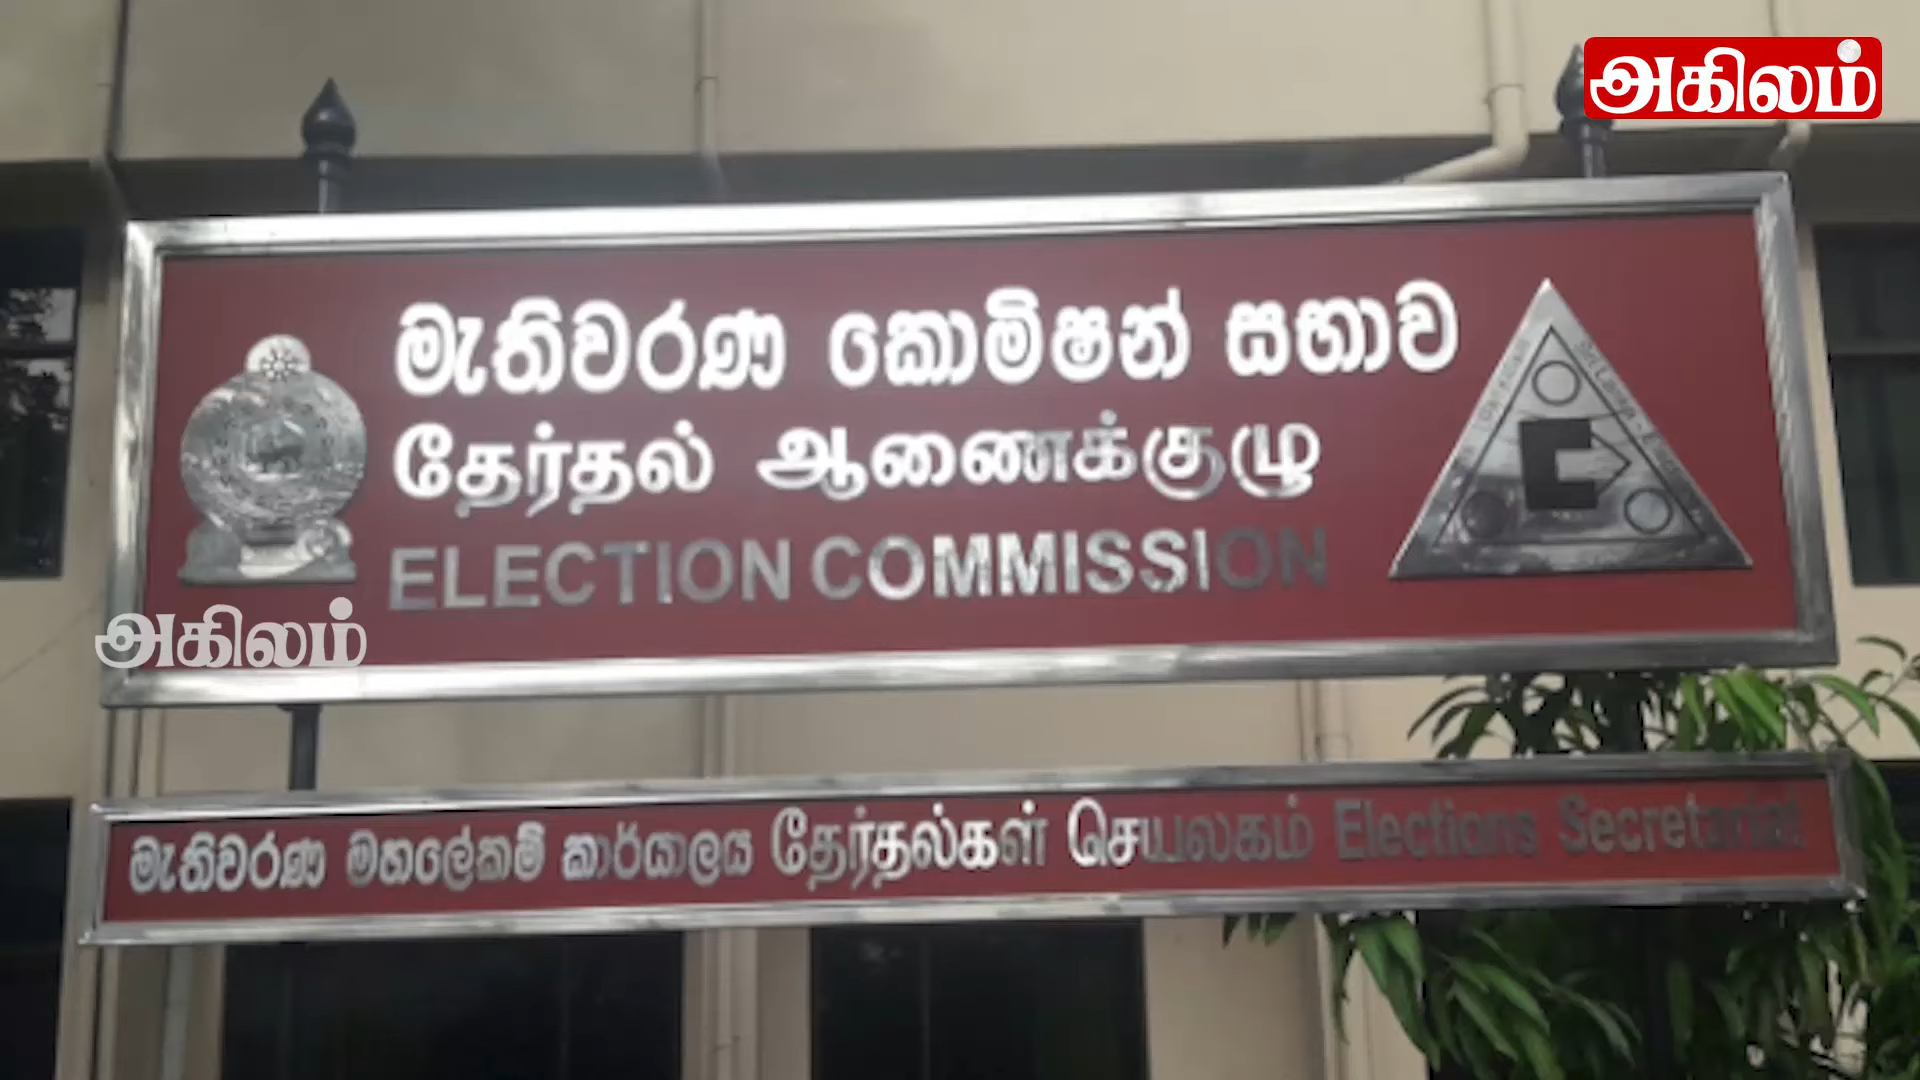 அகிலம்
මැතිවරණ කොමිෂන් සභාව
தேர்தல் ஆணைக்குழு
ELECTION COMMISSION
அகிலம்
මැතිවරණ මහලේකම් කාර්යාලය தேர்தல்கள் செயலகம் Elections Secretariat